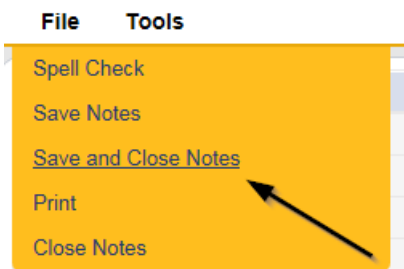 File Tools
Spell Check
Save Notes
Save and Close Notes
Print
Close Notes